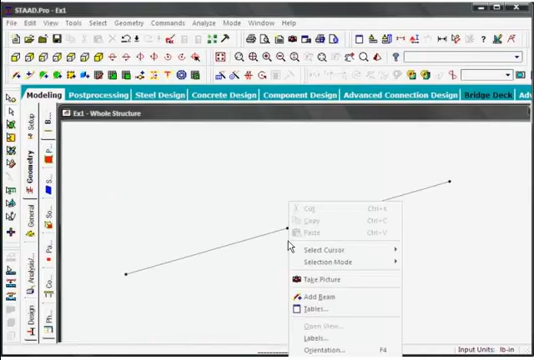 STAAD.Pro - Ex1
File Edit View Tools Select Geometry Commands Analyze Mode Window Help
Modeling Postprocessing Steel Design Concrete Design Component Design Advanced Connection Design Bridge Deck
Ex1 - Whole Structure
Setup
Geometry
General
Analysis/
Design
Cut Ctrl+X
Copy Ctrl+C
Paste Ctrl+V
Select Cursor
Selection Mode
Take Picture
Add Beam
Tables...
Open View...
Labels...
Orientation... F4
Input Units: lb-in